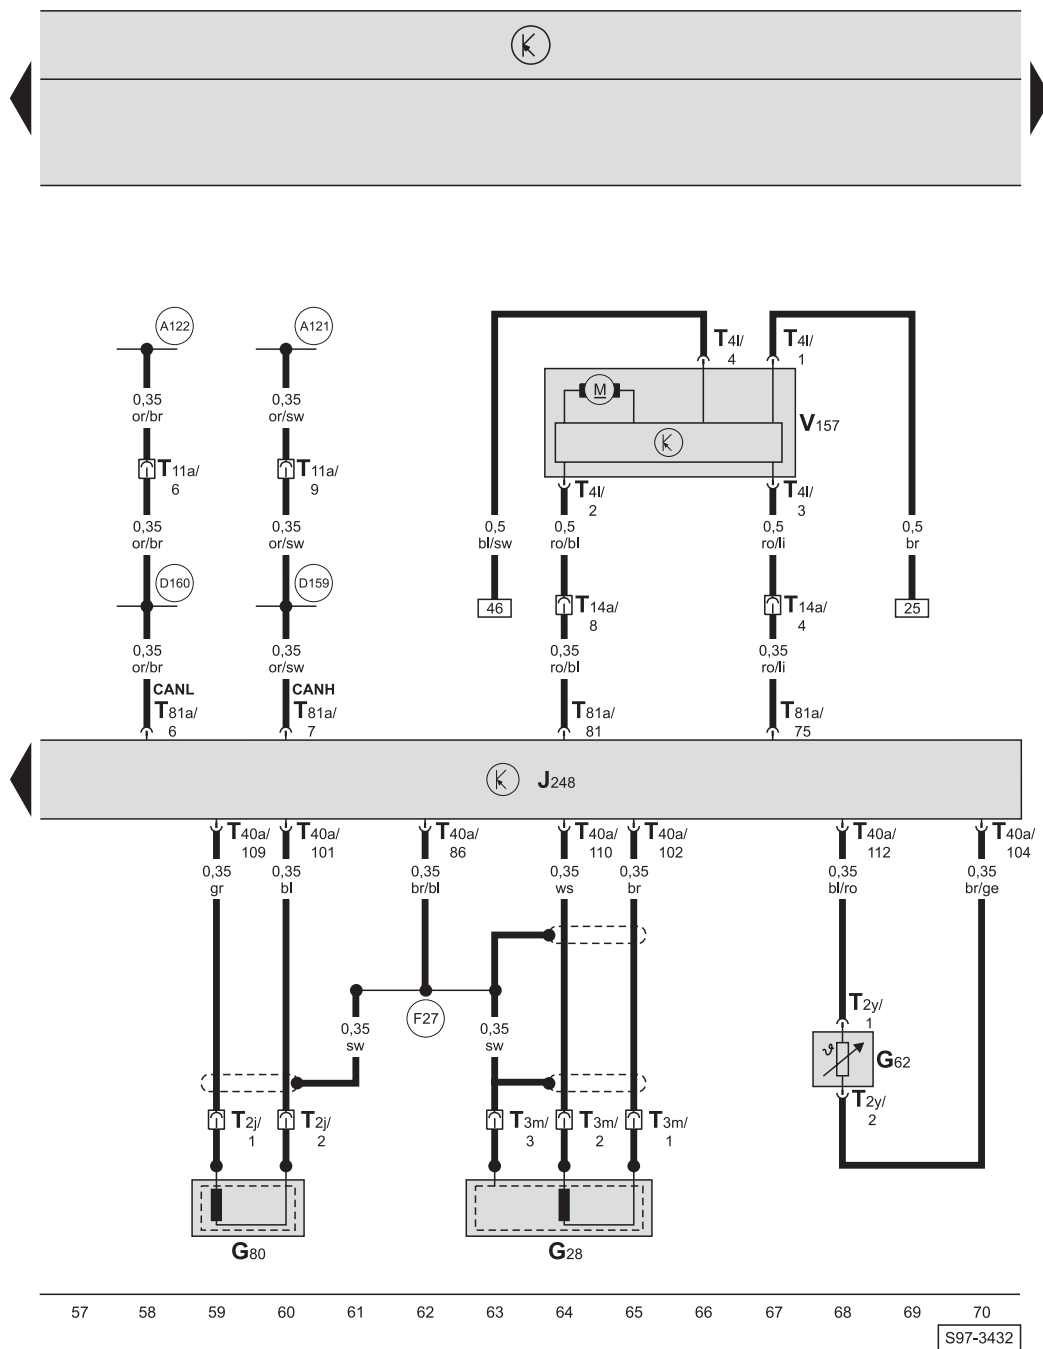 A122
A121
T4l/
4
T4l/
1
M
0,35
or/br
0,35
or/sw
V157
T11a/
6
T11a/
9
T4l/
2
T4l/
3
0,35
or/br
0,35
or/sw
0,5
bl/sw
0,5
ro/bl
0,5
ro/li
0,5
br
D160
D159
46
T14a/
8
T14a/
4
25
0,35
or/br
0,35
or/sw
0,35
ro/bl
0,35
ro/li
CANL
CANH
T81a/
6
T81a/
7
T81a/
81
T81a/
75
J248
T40a/
109
T40a/
101
T40a/
86
T40a/
110
T40a/
102
T40a/
112
T40a/
104
0,35
gr
0,35
bl
0,35
br/bl
0,35
ws
0,35
br
0,35
bl/ro
0,35
br/ge
F27
T2y/
1
0,35
sw
0,35
sw
ϑ
G62
T2y/
2
T2j/
1
T2j/
2
T3m/
3
T3m/
2
T3m/
1
G80
G28
57 58 59 60 61 62 63 64 65 66 67 68 69 70
S97-3432